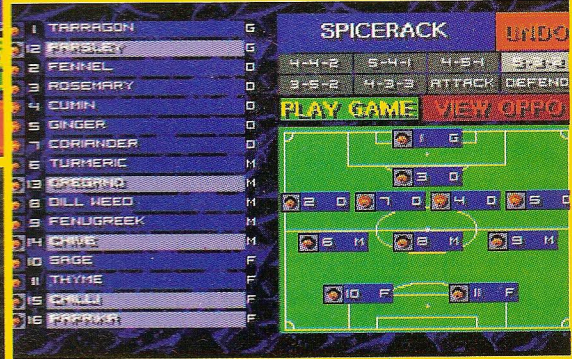 1 TARRAGON G
12 PARSLEY G
2 FENNEL D
3 ROSEMARY D
4 CUMIN D
5 GINGER D
7 CORIANDER D
6 TURMERIC M
13 OREGANO M
8 DILL WEED M
9 FENUGREEK M
14 CHIVE M
10 SAGE F
11 THYME F
15 CHILLI F
16 PAPRIKA F
SPICERACK UNDO
4-4-2 5-4-1 4-5-1 5-3-2
3-5-2 4-3-3 ATTACK DEFEND
PLAY GAME VIEW OPPO
1 G
3 D
2 D 7 D 4 D 5 D
6 M 8 M 9 M
10 F 11 F